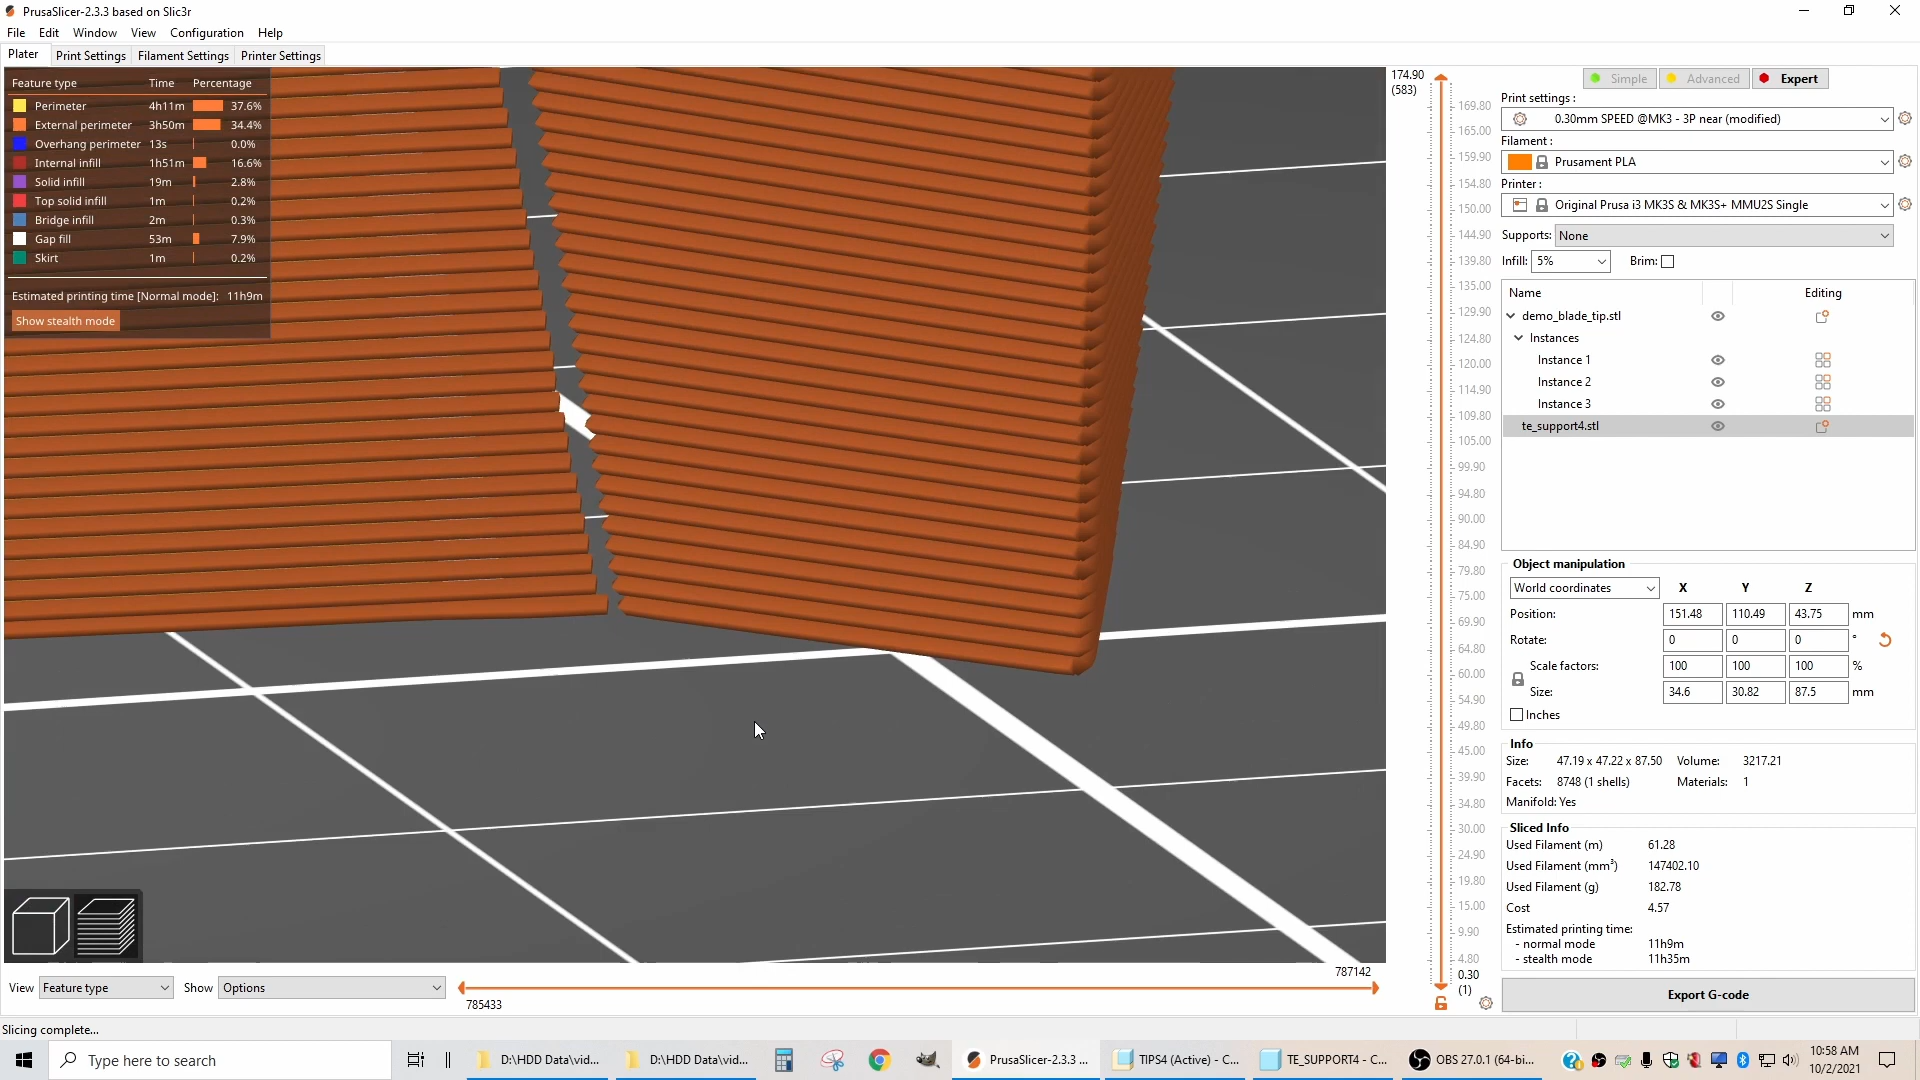 PrusaSlicer-2.3.3 based on Slic3r
File Edit Window View Configuration Help
Plater Print Settings Filament Settings Printer Settings
Feature type Time Percentage
Perimeter 4h11m 37.6%
External perimeter 3h50m 34.4%
Overhang perimeter 13s 0.0%
Internal infill 1h51m 16.6%
Solid infill 19m 2.8%
Top solid infill 1m 0.2%
Bridge infill 2m 0.3%
Gap fill 53m 7.9%
Skirt 1m 0.2%
Estimated printing time [Normal mode]: 11h9m
Show stealth mode
174.90
(583)
169.80
165.00
159.90
154.80
150.00
144.90
139.80
135.00
129.90
124.80
120.00
114.90
109.80
105.00
99.90
94.80
90.00
84.90
79.80
75.00
69.90
64.80
60.00
54.90
49.80
45.00
39.90
34.80
30.00
24.90
19.80
15.00
9.90
4.80
0.30
(1)
Simple Advanced Expert
Print settings :
0.30mm SPEED @MK3 - 3P near (modified)
Filament :
Prusament PLA
Printer :
Original Prusa i3 MK3S & MK3S+ MMU2S Single
Supports: None
Infill: 5% Brim:
Name Editing
demo_blade_tip.stl
Instances
Instance 1
Instance 2
Instance 3
te_support4.stl
Object manipulation
World coordinates X Y Z
Position: 151.48 110.49 43.75 mm
Rotate: 0 0 0 °
Scale factors: 100 100 100 %
Size: 34.6 30.82 87.5 mm
Inches
Info
Size: 47.19 x 47.22 x 87.50 Volume: 3217.21
Facets: 8748 (1 shells) Materials: 1
Manifold: Yes
Sliced Info
Used Filament (m) 61.28
Used Filament (mm³) 147402.10
Used Filament (g) 182.78
Cost 4.57
Estimated printing time:
- normal mode 11h9m
- stealth mode 11h35m
Export G-code
787142
View Feature type Show Options
785433
Slicing complete...
Type here to search
D:\HDD Data\vid...
D:\HDD Data\vid...
PrusaSlicer-2.3.3 ...
TIPS4 (Active) - C...
TE_SUPPORT4 - C...
OBS 27.0.1 (64-bi...
10:58 AM
10/2/2021